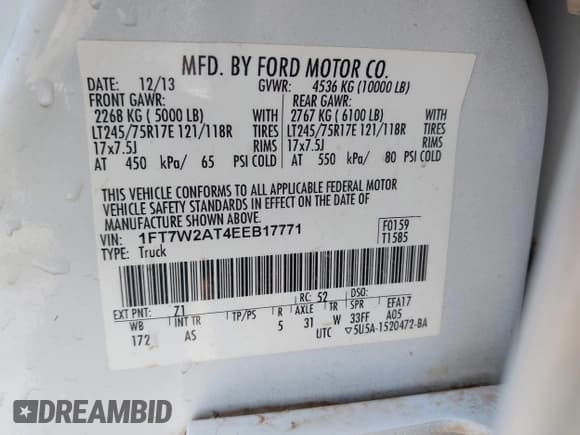 MFD. BY FORD MOTOR CO.
12/13 GVWR: 4536 KG (10000 LB)
FRONT GAWR: REAR GAWR:
2268 KG ( 5000 LB) WITH 2767 KG ( 6100 LB) WITH
LT245/75R17E 121/118R TIRES LT245/75R17E 121/118R TIRES
17x7.5J RIMS 17x7.5J RIMS
AT 450 kPa/ 65 PSI COLD AT 550 kPa/ 80 PSI COLD
THIS VEHICLE CONFORMS TO ALL APPLICABLE FEDERAL MOTOR
VEHICLE SAFETY STANDARDS IN EFFECT ON THE DATE OF
MANUFACTURE SHOWN ABOVE.
VIN: 1FT7W2AT4EEB17771 F0159
TYPE: Truck T1585
EXT PNT: Z1 RC: 52 DSO:
WB INT TR TP/PS R AXLE TR SPR EFA17
172 AS 5 31 W 33FF A05
UTC ▽5U5A-1520472-BA
DREAMBID